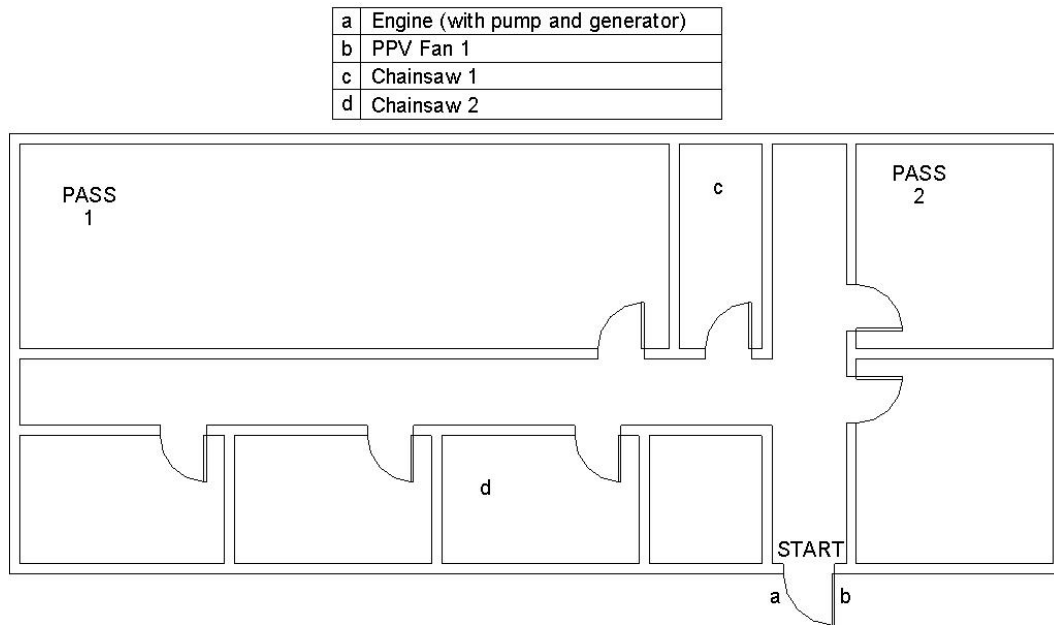 a Engine (with pump and generator)
b PPV Fan 1
c Chainsaw 1
d Chainsaw 2
PASS
1
c
PASS
2
d
START
a b